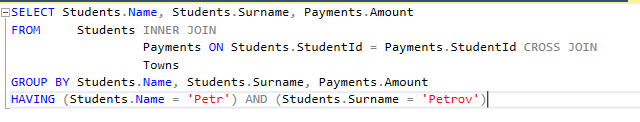 SELECT Students.Name, Students.Surname, Payments.Amount
FROM Students INNER JOIN
Payments ON Students.StudentId = Payments.StudentId CROSS JOIN
Towns
GROUP BY Students.Name, Students.Surname, Payments.Amount
HAVING (Students.Name = 'Petr') AND (Students.Surname = 'Petrov')